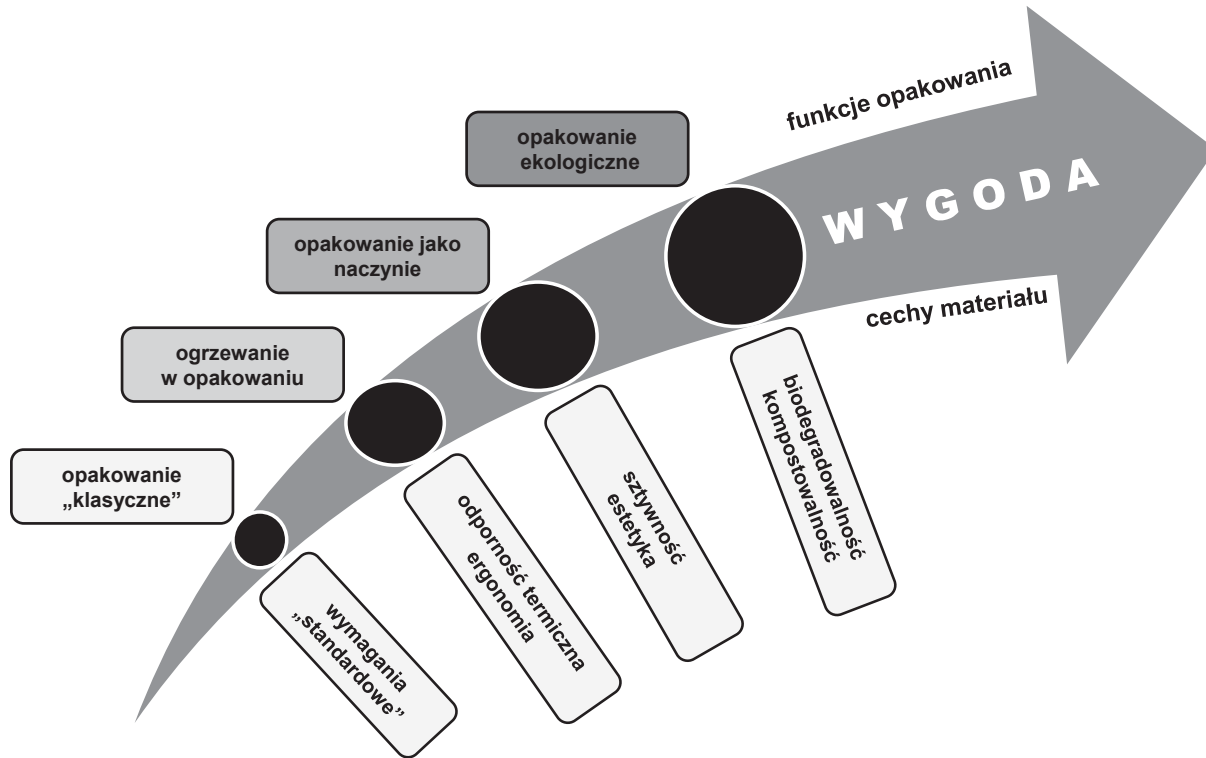 funkcje opakowania
WYGODA
cechy materiału
opakowanie
ekologiczne
opakowanie jako
naczynie
ogrzewanie
w opakowaniu
opakowanie
„klasyczne”
wymagania
„standardowe”
odporność termiczna
ergonomia
sztywność
estetyka
biodegradowalność
kompostowalność